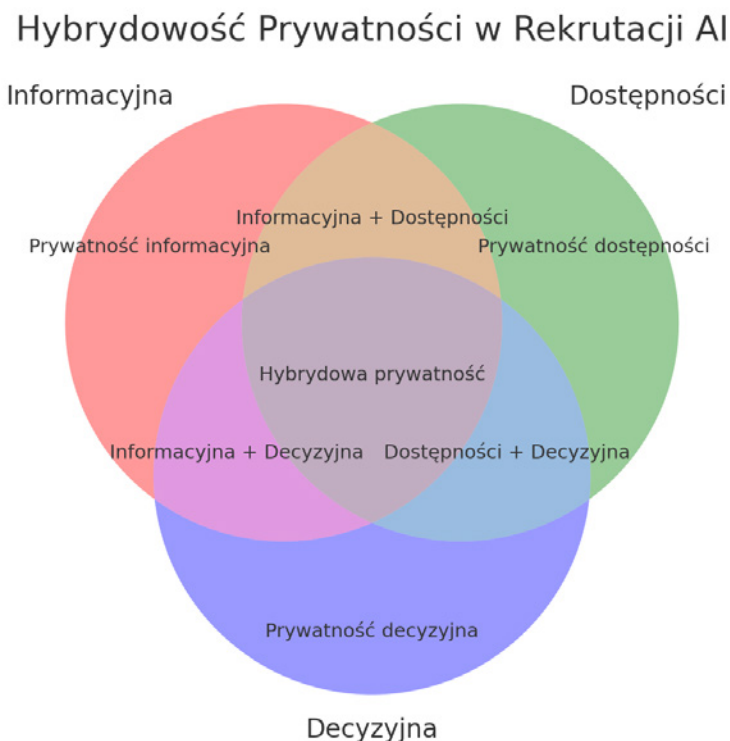 Hybrydowość Prywatności w Rekrutacji AI
Informacyjna
Dostępności
Informacyjna + Dostępności
Prywatność informacyjna
Prywatność dostępności
Hybrydowa prywatność
Informacyjna + Decyzyjna
Dostępności + Decyzyjna
Prywatność decyzyjna
Decyzyjna